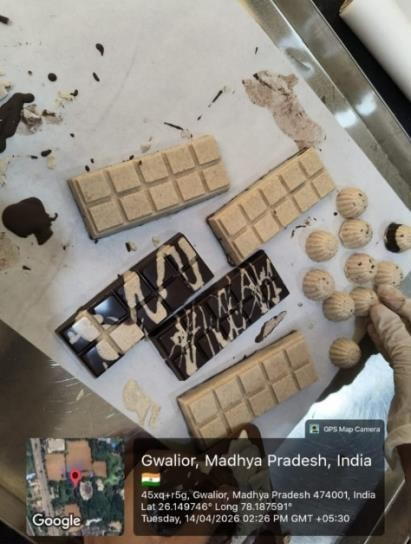 GPS Map Camera
Gwalior, Madhya Pradesh, India
45xq+r5g, Gwalior, Madhya Pradesh 474001, India
Lat 26.149746° Long 78.187591°
Tuesday, 14/04/2026 02:26 PM GMT +05:30
Google